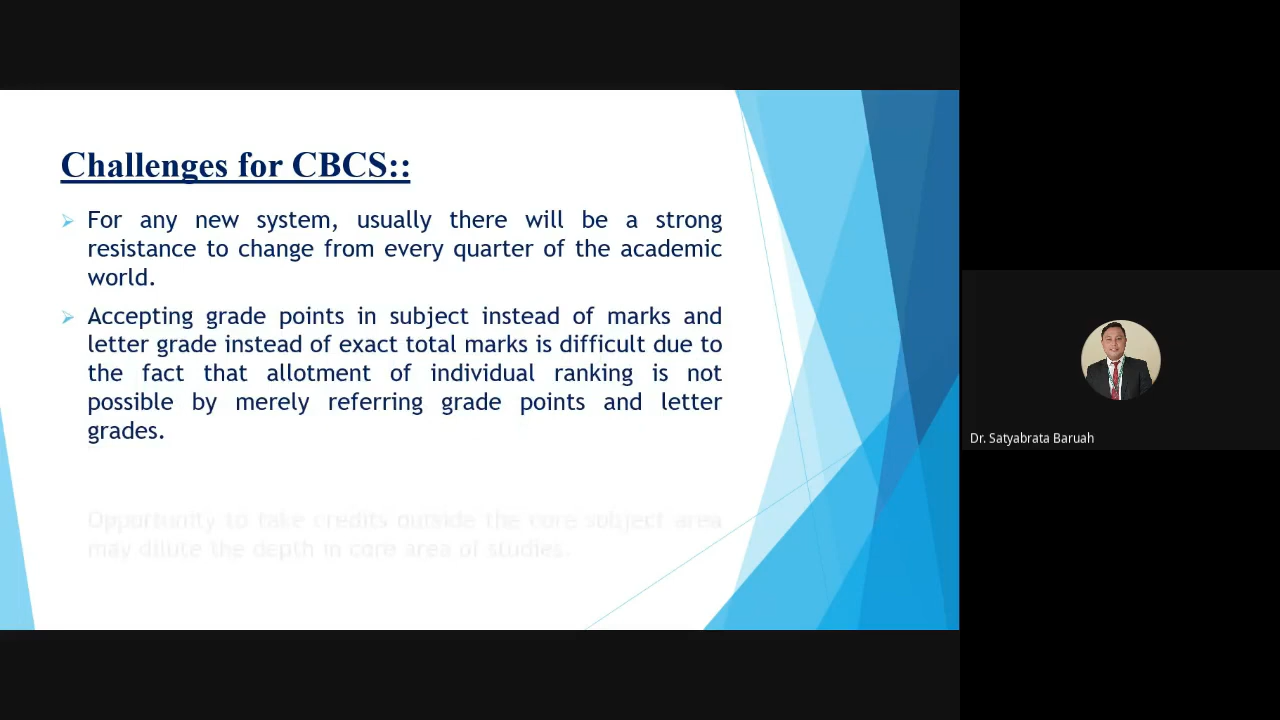 Challenges for CBCS::
For any new system, usually there will be a strong
resistance to change from every quarter of the academic
world.
Accepting grade points in subject instead of marks and
letter grade instead of exact total marks is difficult due to
the fact that allotment of individual ranking is not
possible by merely referring grade points and letter
grades.
Opportunity to take credits outside the core subject area
may dilute the depth in core area of studies.
Dr. Satyabrata Baruah